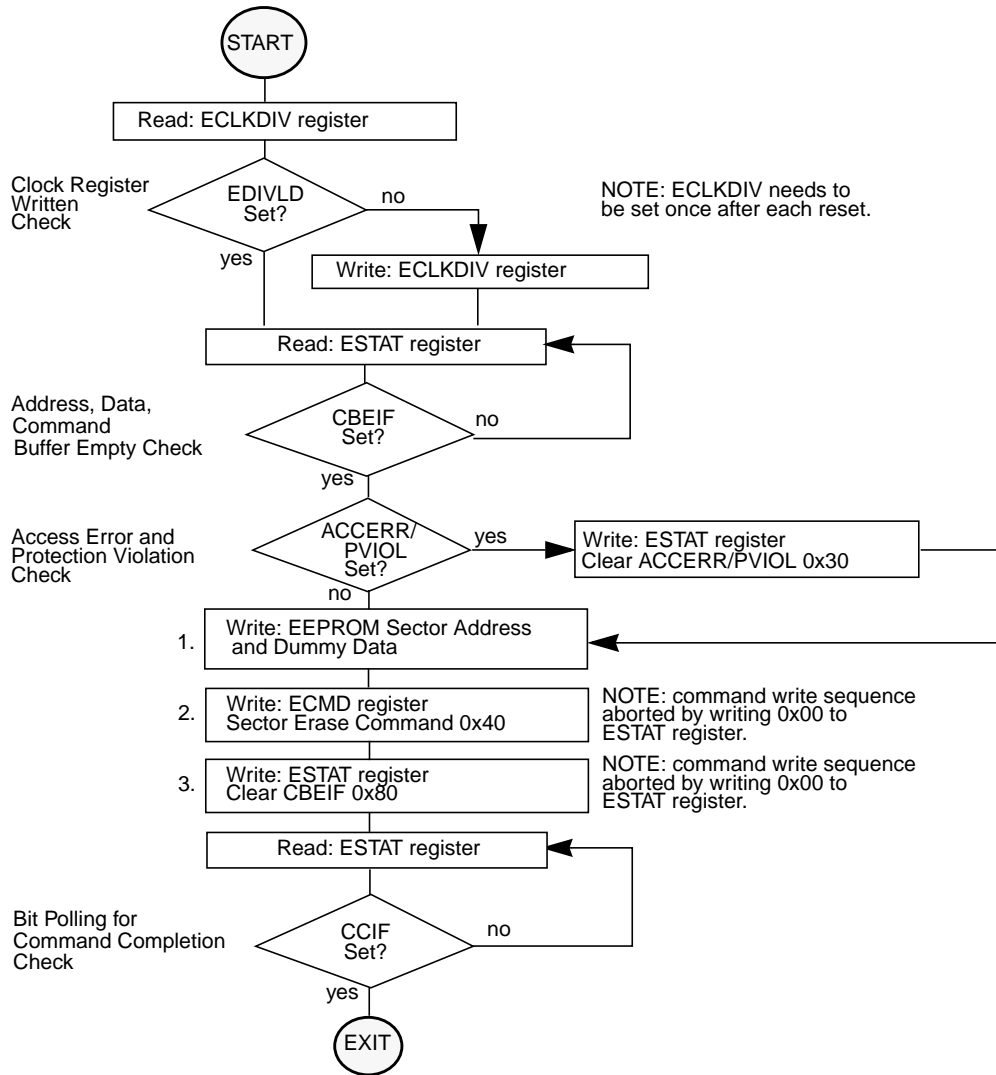 START
Read: ECLKDIV register
Clock Register
Written
Check
EDIVLD
Set?
no
yes
NOTE: ECLKDIV needs to
be set once after each reset.
Write: ECLKDIV register
Read: ESTAT register
Address, Data,
Command
Buffer Empty Check
CBEIF
Set?
no
yes
Access Error and
Protection Violation
Check
ACCERR/
PVIOL
Set?
yes
no
Write: ESTAT register
Clear ACCERR/PVIOL 0x30
1.
Write: EEPROM Sector Address
and Dummy Data
2.
Write: ECMD register
Sector Erase Command 0x40
NOTE: command write sequence
aborted by writing 0x00 to
ESTAT register.
3.
Write: ESTAT register
Clear CBEIF 0x80
NOTE: command write sequence
aborted by writing 0x00 to
ESTAT register.
Read: ESTAT register
Bit Polling for
Command Completion
Check
CCIF
Set?
no
yes
EXIT